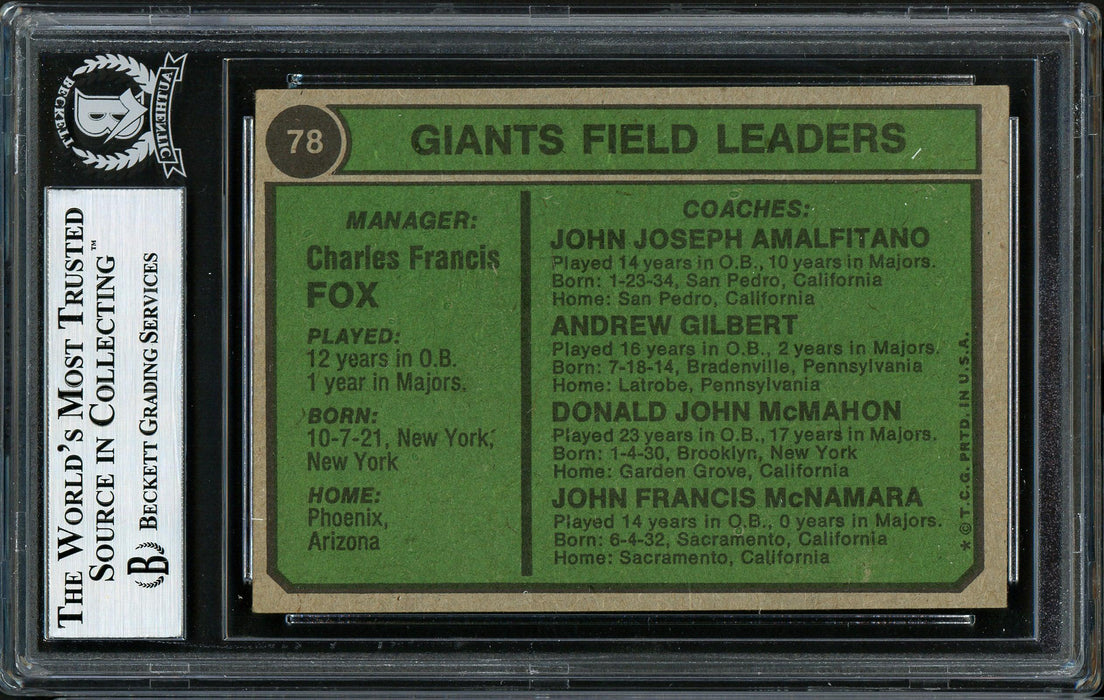 BECKETT
B
AUTHENTIC
THE WORLD'S MOST TRUSTED
SOURCE IN COLLECTING™
B BECKETT GRADING SERVICES
78
GIANTS FIELD LEADERS
MANAGER:
Charles Francis
FOX
PLAYED:
12 years in O.B.
1 year in Majors.
BORN:
10-7-21, New York,
New York
HOME:
Phoenix,
Arizona
COACHES:
JOHN JOSEPH AMALFITANO
Played 14 years in O.B., 10 years in Majors.
Born: 1-23-34, San Pedro, California
Home: San Pedro, California
ANDREW GILBERT
Played 16 years in O.B., 2 years in Majors.
Born: 7-18-14, Bradenville, Pennsylvania
Home: Latrobe, Pennsylvania
DONALD JOHN McMAHON
Played 23 years in O.B., 17 years in Majors.
Born: 1-4-30, Brooklyn, New York
Home: Garden Grove, California
JOHN FRANCIS McNAMARA
Played 14 years in O.B., 0 years in Majors.
Born: 6-4-32, Sacramento, California
Home: Sacramento, California
* © T.C.G. PRTD. IN U.S.A.